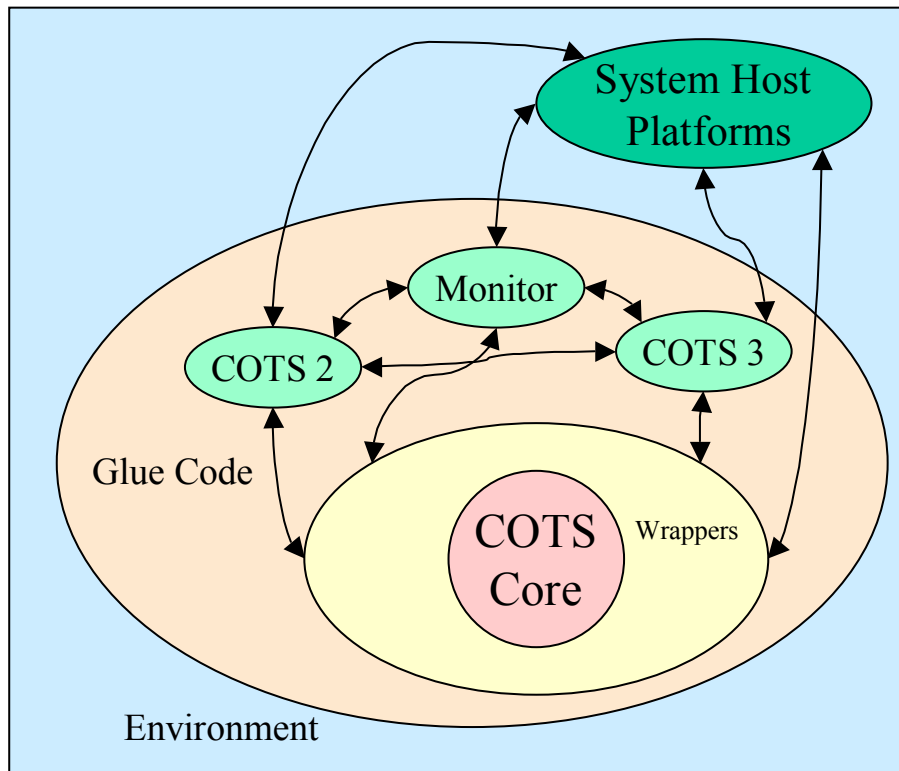 System Host
Platforms
Monitor
COTS 2
COTS 3
Glue Code
COTS
Core
Wrappers
Environment